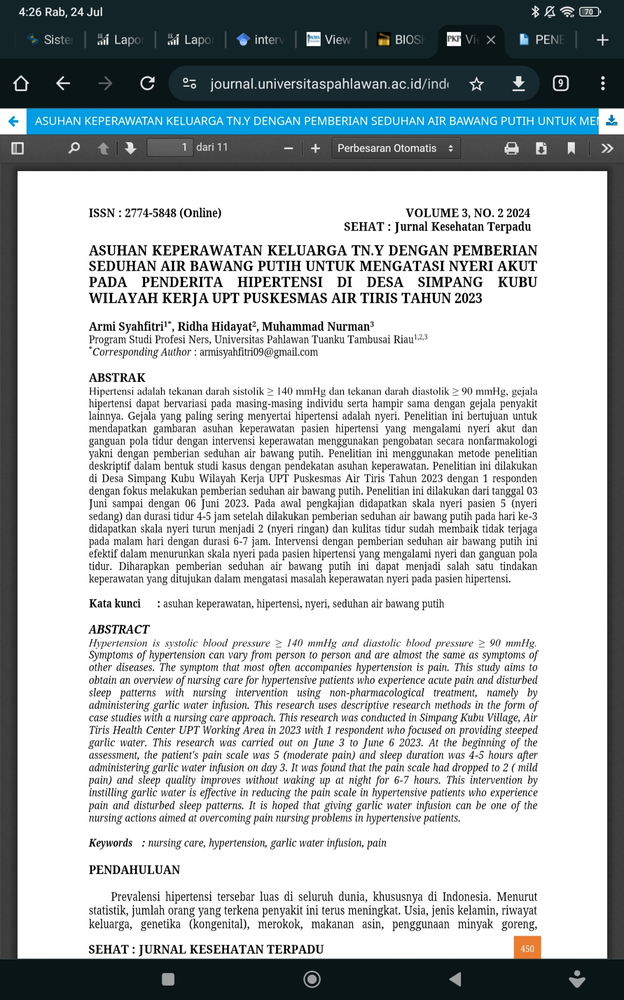 4:26 Rab, 24 Jul
70
Sister
Lapo
Lapo
interv
View
BIOS
PKP Vie
PENE
journal.universitaspahlawan.ac.id/inde
9
ASUHAN KEPERAWATAN KELUARGA TN.Y DENGAN PEMBERIAN SEDUHAN AIR BAWANG PUTIH UNTUK MEN
1 dari 11
Perbesaran Otomatis
ISSN : 2774-5848 (Online)
VOLUME 3, NO. 2 2024
SEHAT : Jurnal Kesehatan Terpadu
ASUHAN KEPERAWATAN KELUARGA TN.Y DENGAN PEMBERIAN
SEDUHAN AIR BAWANG PUTIH UNTUK MENGATASI NYERI AKUT
PADA PENDERITA HIPERTENSI DI DESA SIMPANG KUBU
WILAYAH KERJA UPT PUSKESMAS AIR TIRIS TAHUN 2023
Armi Syahfitri1*, Ridha Hidayat2, Muhammad Nurman3
Program Studi Profesi Ners, Universitas Pahlawan Tuanku Tambusai Riau1,2,3
*Corresponding Author : armisyahfitri09@gmail.com
ABSTRAK
Hipertensi adalah tekanan darah sistolik ≥ 140 mmHg dan tekanan darah diastolik ≥ 90 mmHg, gejala
hipertensi dapat bervariasi pada masing-masing individu serta hampir sama dengan gejala penyakit
lainnya. Gejala yang paling sering menyertai hipertensi adalah nyeri. Penelitian ini bertujuan untuk
mendapatkan gambaran asuhan keperawatan pasien hipertensi yang mengalami nyeri akut dan
ganguan pola tidur dengan intervensi keperawatan menggunakan pengobatan secara nonfarmakologi
yakni dengan pemberian seduhan air bawang putih. Penelitian ini menggunakan metode penelitian
deskriptif dalam bentuk studi kasus dengan pendekatan asuhan keperawatan. Penelitian ini dilakukan
di Desa Simpang Kubu Wilayah Kerja UPT Puskesmas Air Tiris Tahun 2023 dengan 1 responden
dengan fokus melakukan pemberian seduhan air bawang putih. Penelitian ini dilakukan dari tanggal 03
Juni sampai dengan 06 Juni 2023. Pada awal pengkajian didapatkan skala nyeri pasien 5 (nyeri
sedang) dan durasi tidur 4-5 jam setelah dilakukan pemberian seduhan air bawang putih pada hari ke-3
didapatkan skala nyeri turun menjadi 2 (nyeri ringan) dan kulitas tidur sudah membaik tidak terjaga
pada malam hari dengan durasi 6-7 jam. Intervensi dengan pemberian seduhan air bawang putih ini
efektif dalam menurunkan skala nyeri pada pasien hipertensi yang mengalami nyeri dan ganguan pola
tidur. Diharapkan pemberian seduhan air bawang putih ini dapat menjadi salah satu tindakan
keperawatan yang ditujukan dalam mengatasi masalah keperawatan nyeri pada pasien hipertensi.
Kata kunci : asuhan keperawatan, hipertensi, nyeri, seduhan air bawang putih
ABSTRACT
Hypertension is systolic blood pressure ≥ 140 mmHg and diastolic blood pressure ≥ 90 mmHg.
Symptoms of hypertension can vary from person to person and are almost the same as symptoms of
other diseases. The symptom that most often accompanies hypertension is pain. This study aims to
obtain an overview of nursing care for hypertensive patients who experience acute pain and disturbed
sleep patterns with nursing intervention using non-pharmacological treatment, namely by
administering garlic water infusion. This research uses descriptive research methods in the form of
case studies with a nursing care approach. This research was conducted in Simpang Kubu Village, Air
Tiris Health Center UPT Working Area in 2023 with 1 respondent who focused on providing steeped
garlic water. This research was carried out on June 3 to June 6 2023. At the beginning of the
assessment, the patient's pain scale was 5 (moderate pain) and sleep duration was 4-5 hours after
administering garlic water infusion on day 3. It was found that the pain scale had dropped to 2 ( mild
pain) and sleep quality improves without waking up at night for 6-7 hours. This intervention by
instilling garlic water is effective in reducing the pain scale in hypertensive patients who experience
pain and disturbed sleep patterns. It is hoped that giving garlic water infusion can be one of the
nursing actions aimed at overcoming pain nursing problems in hypertensive patients.
Keywords : nursing care, hypertension, garlic water infusion, pain
PENDAHULUAN
Prevalensi hipertensi tersebar luas di seluruh dunia, khususnya di Indonesia. Menurut
statistik, jumlah orang yang terkena penyakit ini terus meningkat. Usia, jenis kelamin, riwayat
keluarga, genetika (kongenital), merokok, makanan asin, penggunaan minyak goreng,
SEHAT : JURNAL KESEHATAN TERPADU
450